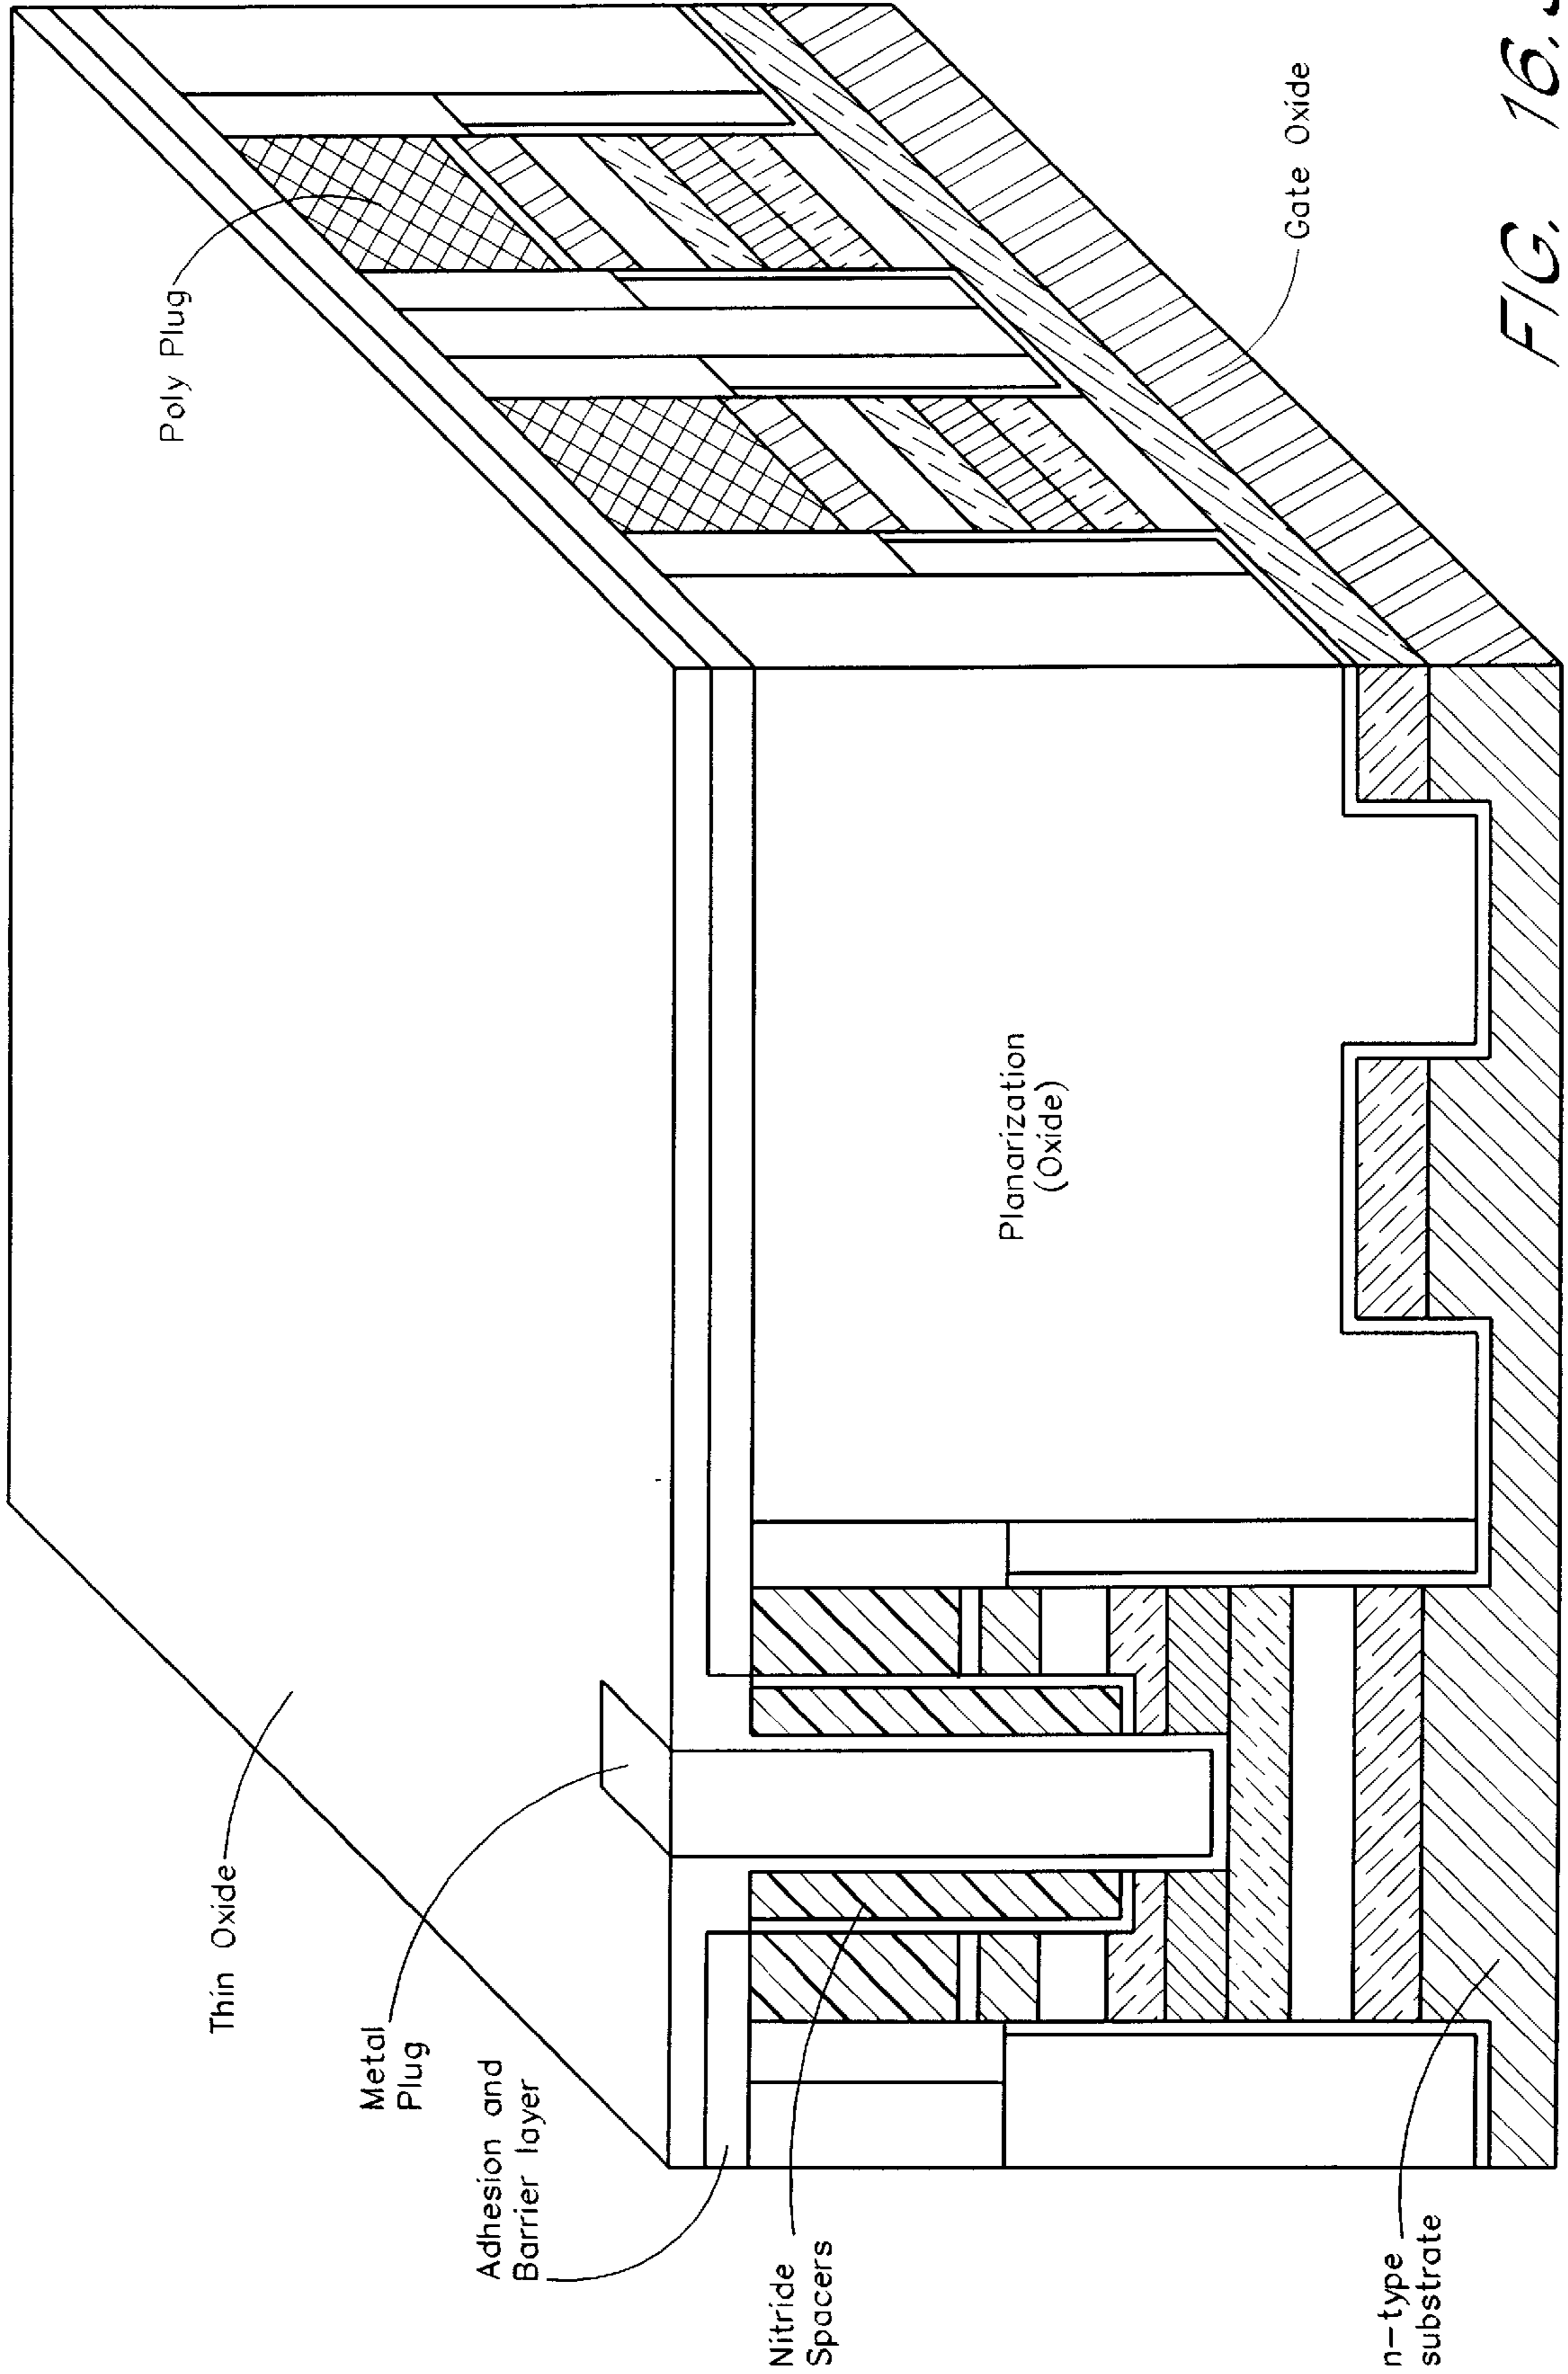 Thin Oxide
Metal
Plug
Adhesion and
Barrier layer
Nitride
Spacers
n-type
substrate
Planarization
(Oxide)
Poly Plug
Gate Oxide
FIG. 16.